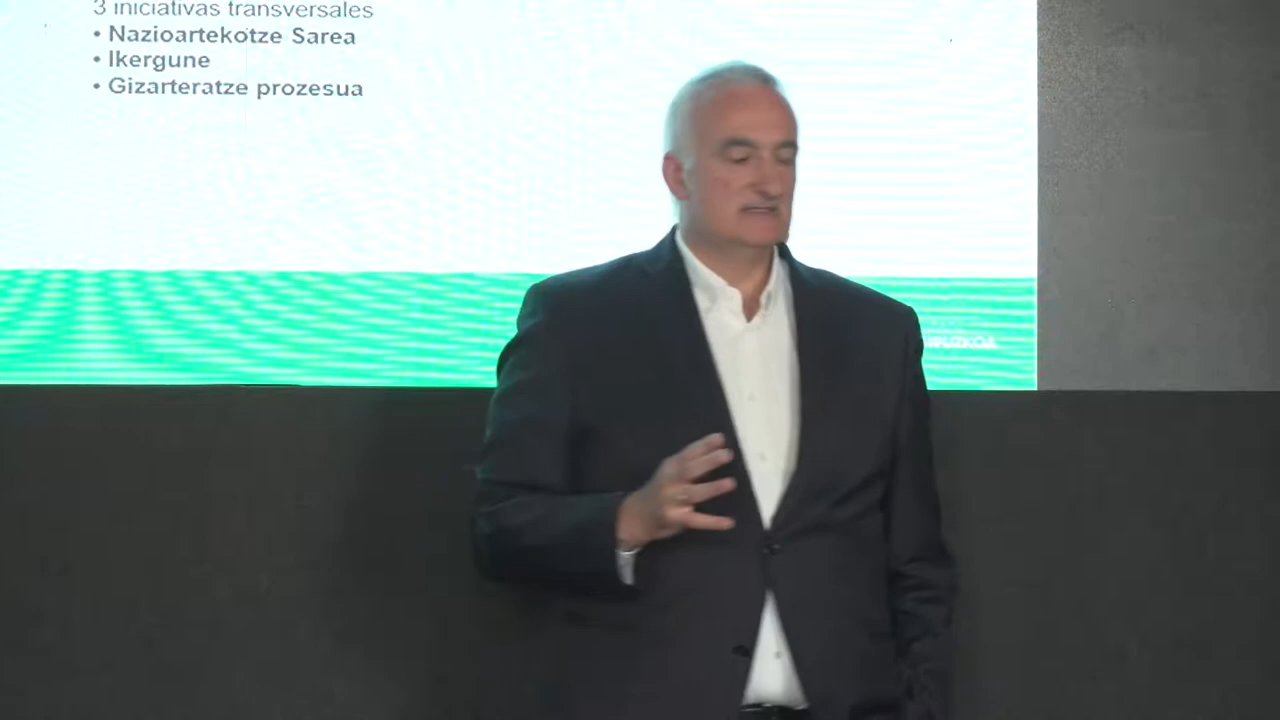 3 iniciativas transversales
• Nazioartekotze Sarea
• Ikergune
• Gizarteratze prozesua